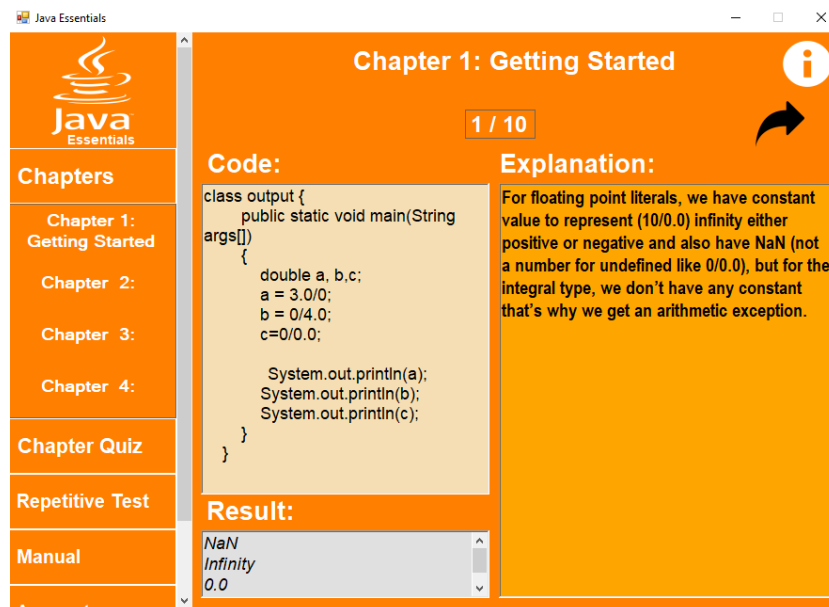 Java Essentials
Java
Essentials
Chapters
Chapter 1:
Getting Started
Chapter 2:
Chapter 3:
Chapter 4:
Chapter Quiz
Repetitive Test
Manual
Chapter 1: Getting Started
1 / 10
Code:
class output {
public static void main(String
args[])
{
double a, b,c;
a = 3.0/0;
b = 0/4.0;
c=0/0.0;
System.out.println(a);
System.out.println(b);
System.out.println(c);
}
}
Result:
NaN
Infinity
0.0
Explanation:
For floating point literals, we have constant
value to represent (10/0.0) infinity either
positive or negative and also have NaN (not
a number for undefined like 0/0.0), but for the
integral type, we don’t have any constant
that’s why we get an arithmetic exception.